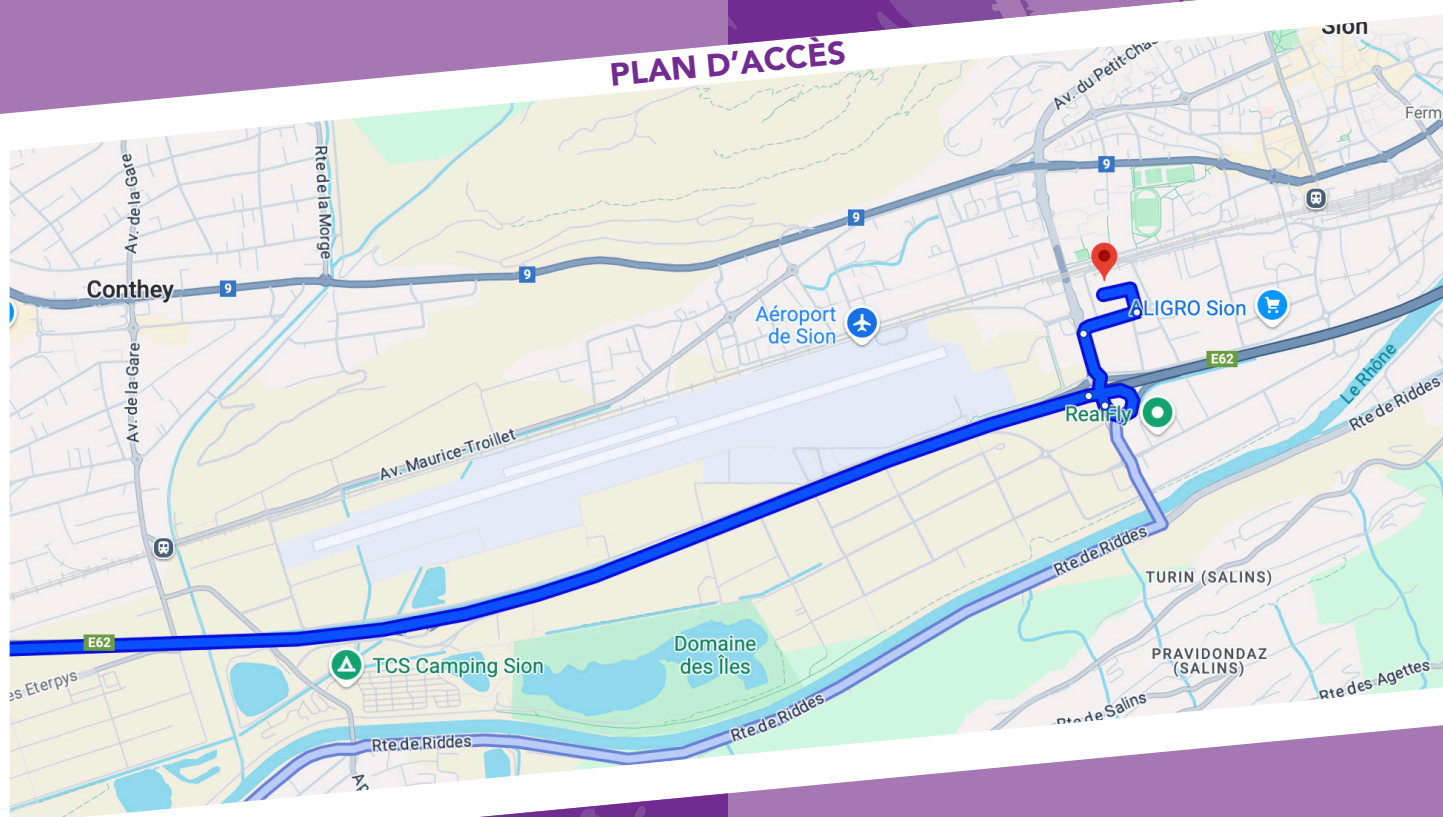 PLAN D'ACCÈS
Sion
Av. du Petit-Chas
Ferm
9
Av. de la Gare
Rte de la Morge
9
Conthey
9
9
ALIGRO Sion
Aéroport
de Sion
E62
Le Rhône
Rte de Riddes
RealFly
Av. de la Gare
Av. Maurice-Troillet
Rte de Riddes
TURIN (SALINS)
E62
TCS Camping Sion
Domaine
des Îles
PRAVIDONDAZ
(SALINS)
es Eterpys
Rte des Agettes
Rte de Salins
Rte de Riddes
Rte de Riddes